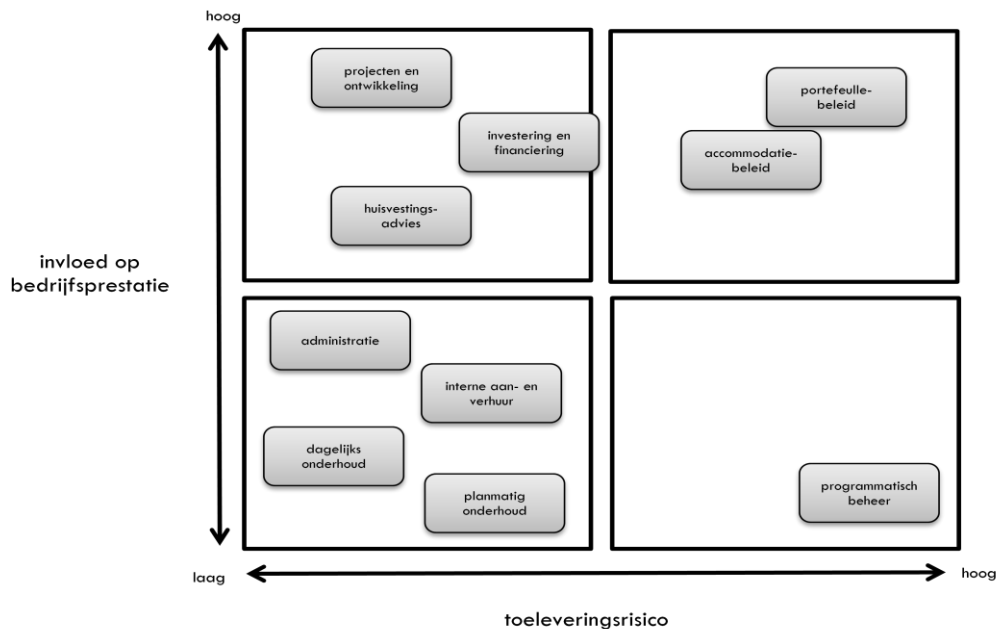 hoog
projecten en
ontwikkeling
portefeulle-
beleid
investering en
financiering
accommodatie-
beleid
huisvestings-
advies
invloed op
bedrijfsprestatie
administratie
interne aan- en
verhuur
dagelijks
onderhoud
planmatig
onderhoud
programmatisch
beheer
laag
hoog
toeleveringsrisico